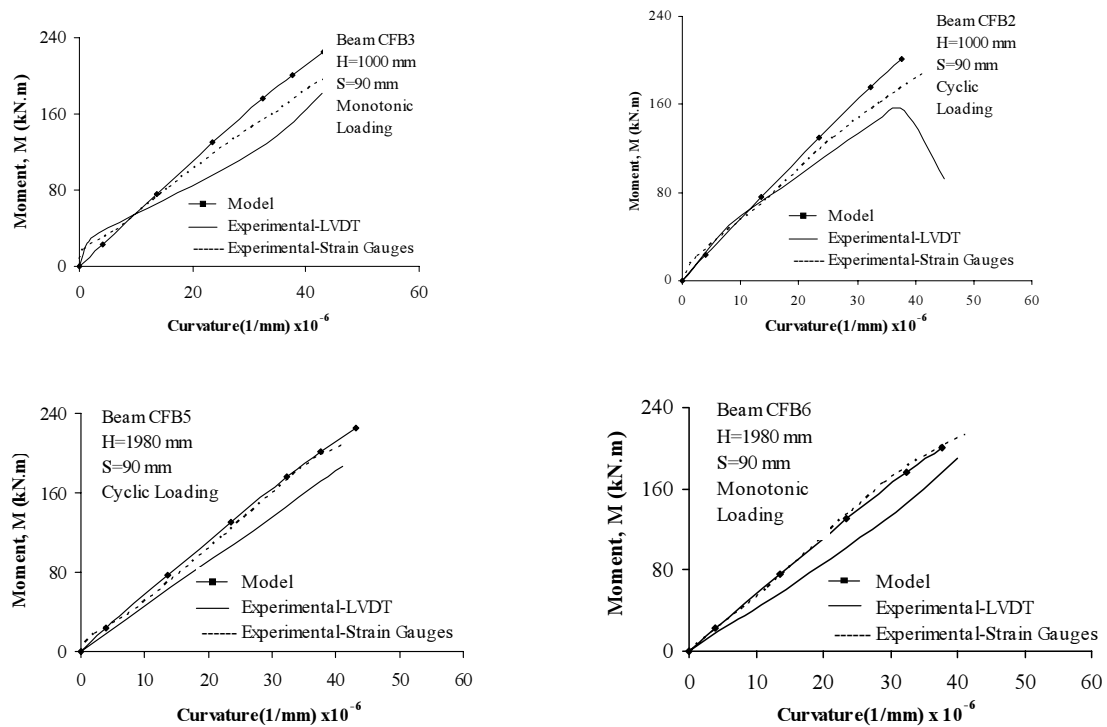 240
160
80
0
Moment, M (kN.m)
Beam CFB3
H=1000 mm
S=90 mm
Monotonic
Loading
Model
Experimental-LVDT
Experimental-Strain Gauges
0 20 40 60
Curvature(1/mm) x10⁻⁶
240
160
80
0
Moment, M (kN.m)
Beam CFB2
H=1000 mm
S=90 mm
Cyclic
Loading
Model
Experimental-LVDT
Experimental-Strain Gauges
0 10 20 30 40 50 60
Curvature(1/mm) x10⁻⁶
240
160
80
0
Moment, M (kN.m)
Beam CFB5
H=1980 mm
S=90 mm
Cyclic Loading
Model
Experimental-LVDT
Experimental-Strain Gauges
0 10 20 30 40 50 60
Curvature(1/mm) x10⁻⁶
240
160
80
0
Moment, M (kN.m)
Beam CFB6
H=1980 mm
S=90 mm
Monotonic
Loading
Model
Experimental-LVDT
Experimental-Strain Gauges
0 10 20 30 40 50 60
Curvature(1/mm) x 10⁻⁶